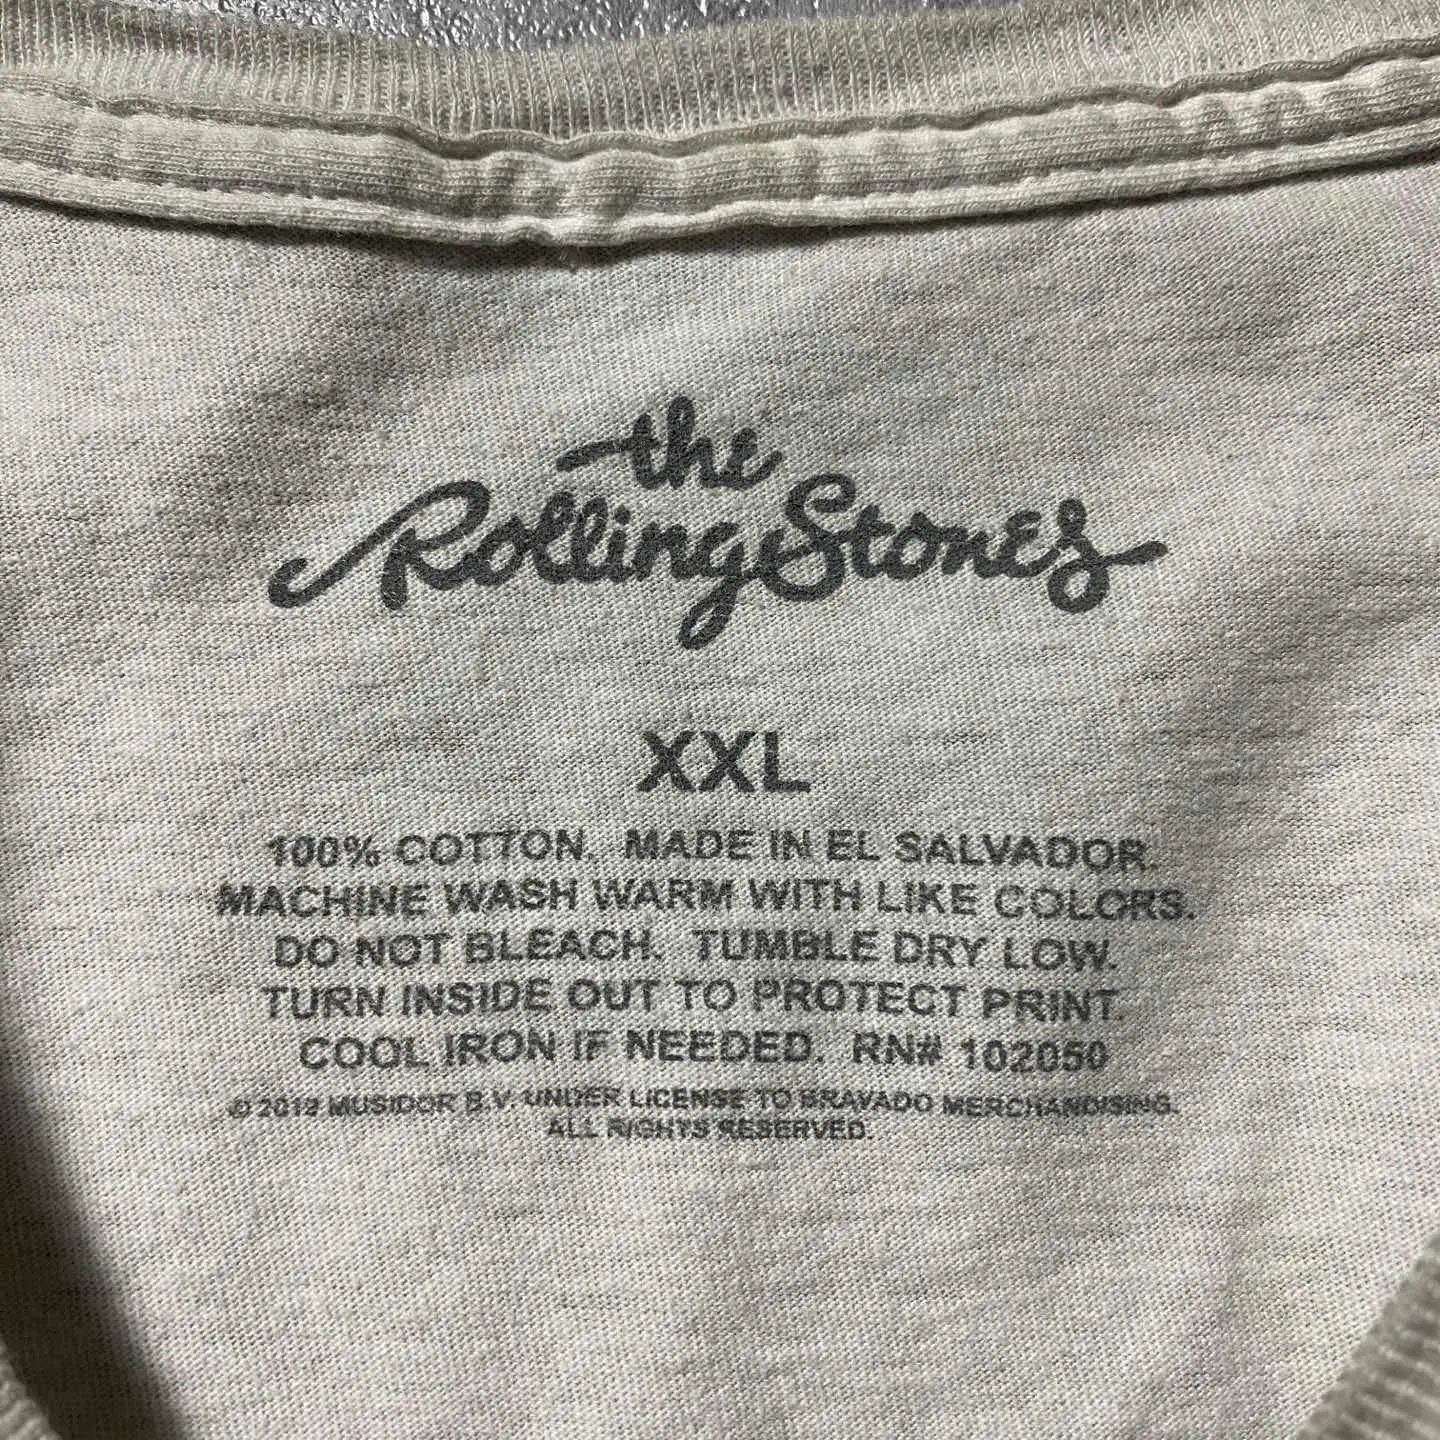 the
Rolling Stones
XXL
100% COTTON. MADE IN EL SALVADOR.
MACHINE WASH WARM WITH LIKE COLORS.
DO NOT BLEACH. TUMBLE DRY LOW.
TURN INSIDE OUT TO PROTECT PRINT.
COOL IRON IF NEEDED. RN# 102050
© 2019 MUSIDOR B.V. UNDER LICENSE TO BRAVADO MERCHANDISING.
ALL RIGHTS RESERVED.